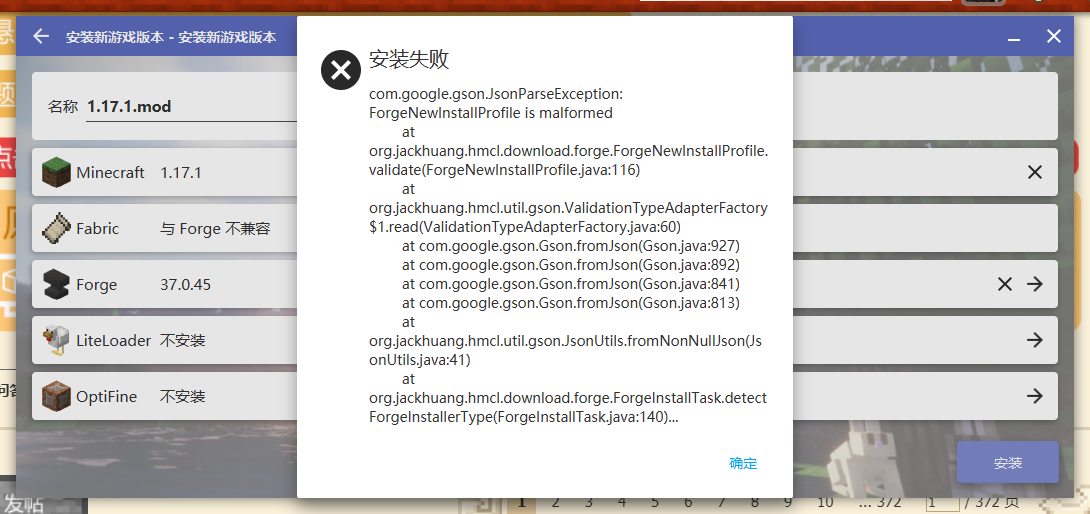 安装新游戏版本 - 安装新游戏版本
安装失败
com.google.gson.JsonParseException:
ForgeNewInstallProfile is malformed
at
org.jackhuang.hmcl.download.forge.ForgeNewInstallProfile.
validate(ForgeNewInstallProfile.java:116)
at
org.jackhuang.hmcl.util.gson.ValidationTypeAdapterFactory
$1.read(ValidationTypeAdapterFactory.java:60)
at com.google.gson.Gson.fromJson(Gson.java:927)
at com.google.gson.Gson.fromJson(Gson.java:892)
at com.google.gson.Gson.fromJson(Gson.java:841)
at com.google.gson.Gson.fromJson(Gson.java:813)
at
org.jackhuang.hmcl.util.gson.JsonUtils.fromNonNullJson(Js
onUtils.java:41)
at
org.jackhuang.hmcl.download.forge.ForgeInstallTask.detect
ForgeInstallerType(ForgeInstallTask.java:140)...
确定
名称 1.17.1.mod
Minecraft 1.17.1
Fabric 与 Forge 不兼容
Forge 37.0.45
LiteLoader 不安装
OptiFine 不安装
安装
题
问答
发帖
1 2 3 4 5 6 7 8 9 10 ... 372 1 / 372 页